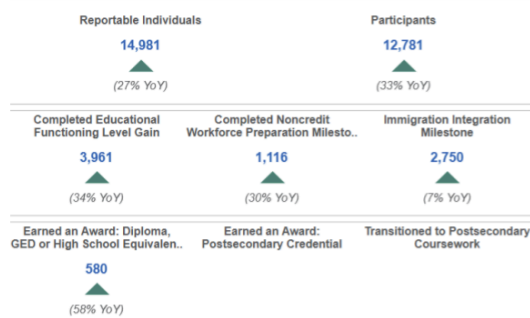 Reportable Individuals
Participants
14,981
12,781
(27% YoY)
(33% YoY)
Completed Educational
Functioning Level Gain
Completed Noncredit
Workforce Preparation Milesto..
Immigration Integration
Milestone
3,961
1,116
2,750
(34% YoY)
(30% YoY)
(7% YoY)
Earned an Award: Diploma,
GED or High School Equivalen..
Earned an Award:
Postsecondary Credential
Transitioned to Postsecondary
Coursework
580
(58% YoY)